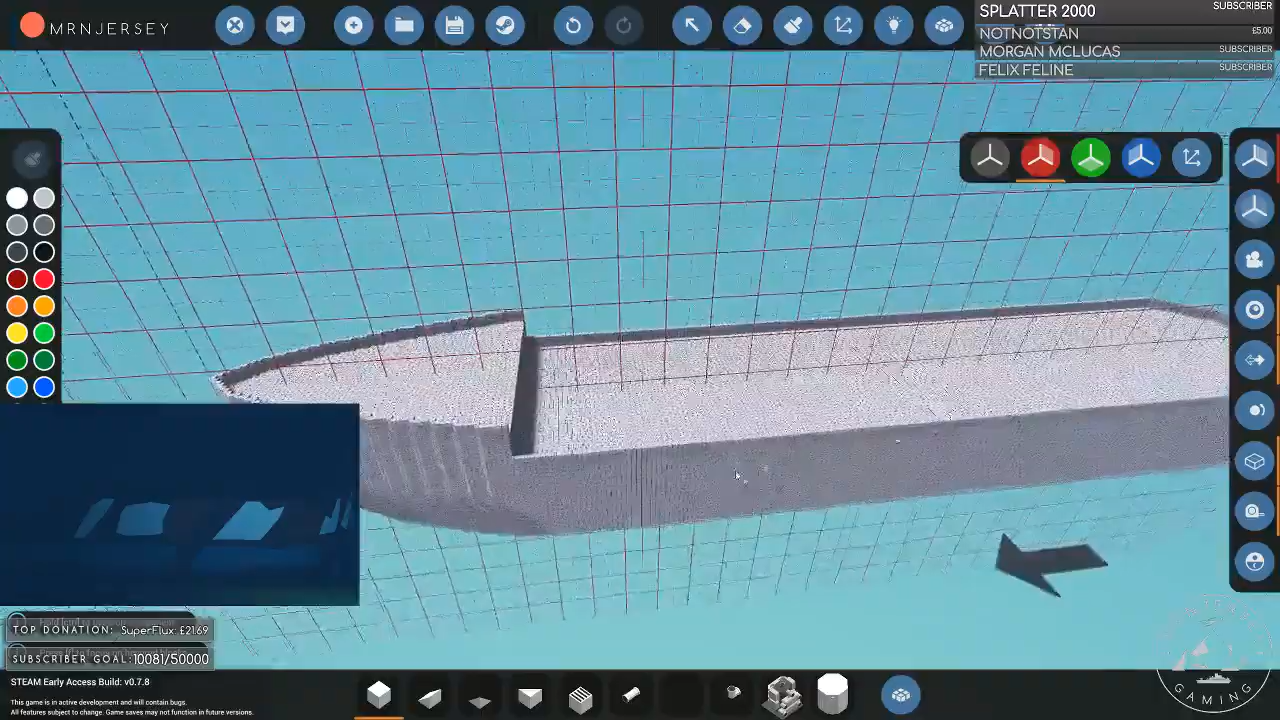 MRNJERSEY
SPLATTER 2000 SUBSCRIBER
NOTNOTSTAN £5.00
MORGAN MCLUCAS SUBSCRIBER
FELIX FELINE SUBSCRIBER
TOP DONATION: SuperFlux: £21.69
SUBSCRIBER GOAL: 10081/50000
STEAM Early Access Build: v0.7.8
This game is in active development and will contain bugs.
All features subject to change. Game saves may not function in future versions.
GAMING